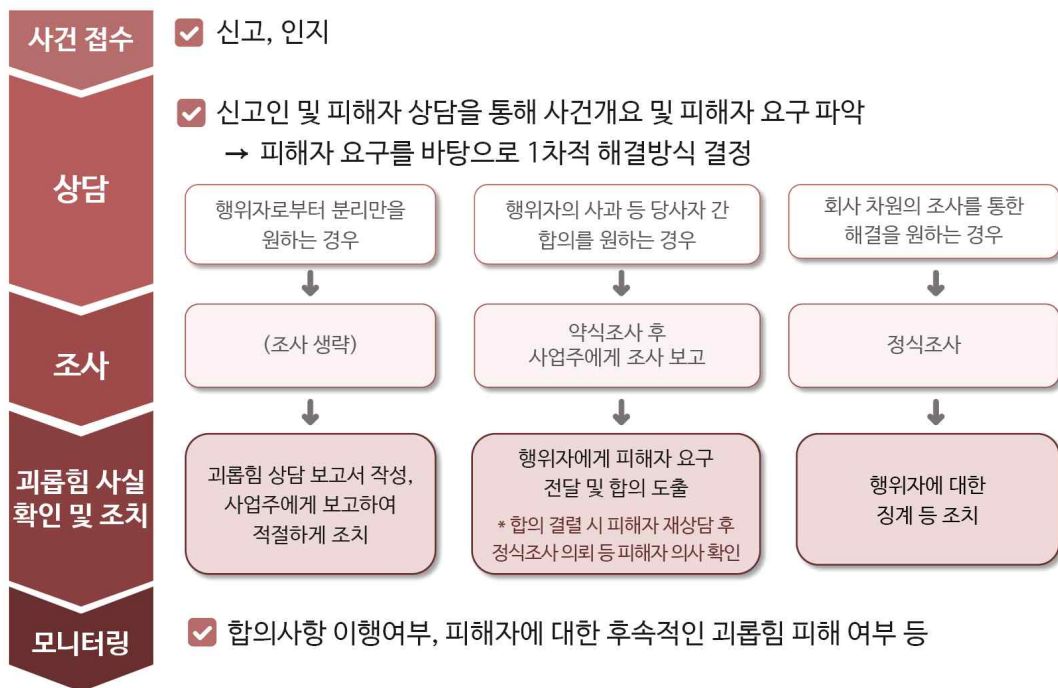 사건 접수
신고, 인지
상담
신고인 및 피해자 상담을 통해 사건개요 및 피해자 요구 파악
→ 피해자 요구를 바탕으로 1차적 해결방식 결정
행위자로부터 분리만을
원하는 경우
행위자의 사과 등 당사자 간
합의를 원하는 경우
회사 차원의 조사를 통한
해결을 원하는 경우
조사
(조사 생략)
약식조사 후
사업주에게 조사 보고
정식조사
괴롭힘 사실
확인 및 조치
괴롭힘 상담 보고서 작성,
사업주에게 보고하여
적절하게 조치
행위자에게 피해자 요구
전달 및 합의 도출
* 합의 결렬 시 피해자 재상담 후
정식조사 의뢰 등 피해자 의사 확인
행위자에 대한
징계 등 조치
모니터링
합의사항 이행여부, 피해자에 대한 후속적인 괴롭힘 피해 여부 등